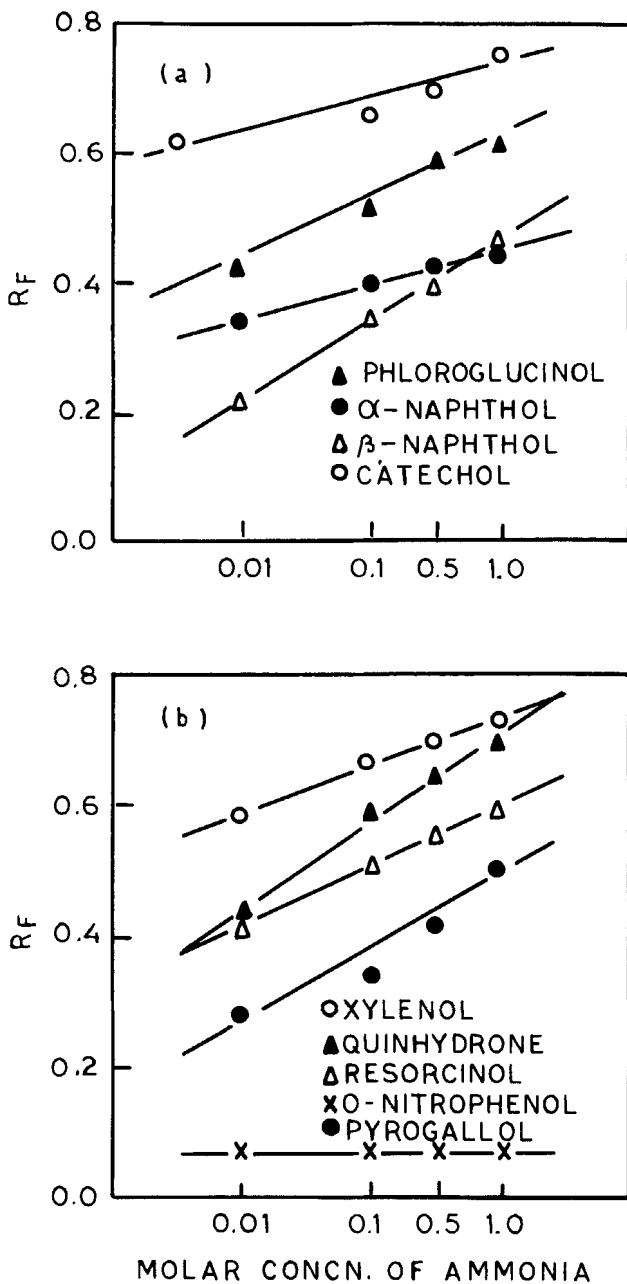 0.8
(a)
0.6
RF
0.4
▲ PHLOROGLUCINOL
● α-NAPHTHOL
0.2
△ β-NAPHTHOL
○ CATECHOL
0.0
0.01 0.1 0.5 1.0
0.8
(b)
0.6
RF
0.4
○ XYLENOL
▲ QUINHYDRONE
0.2
△ RESORCINOL
× O-NITROPHENOL
● PYROGALLOL
0.0
0.01 0.1 0.5 1.0
MOLAR CONCN. OF AMMONIA